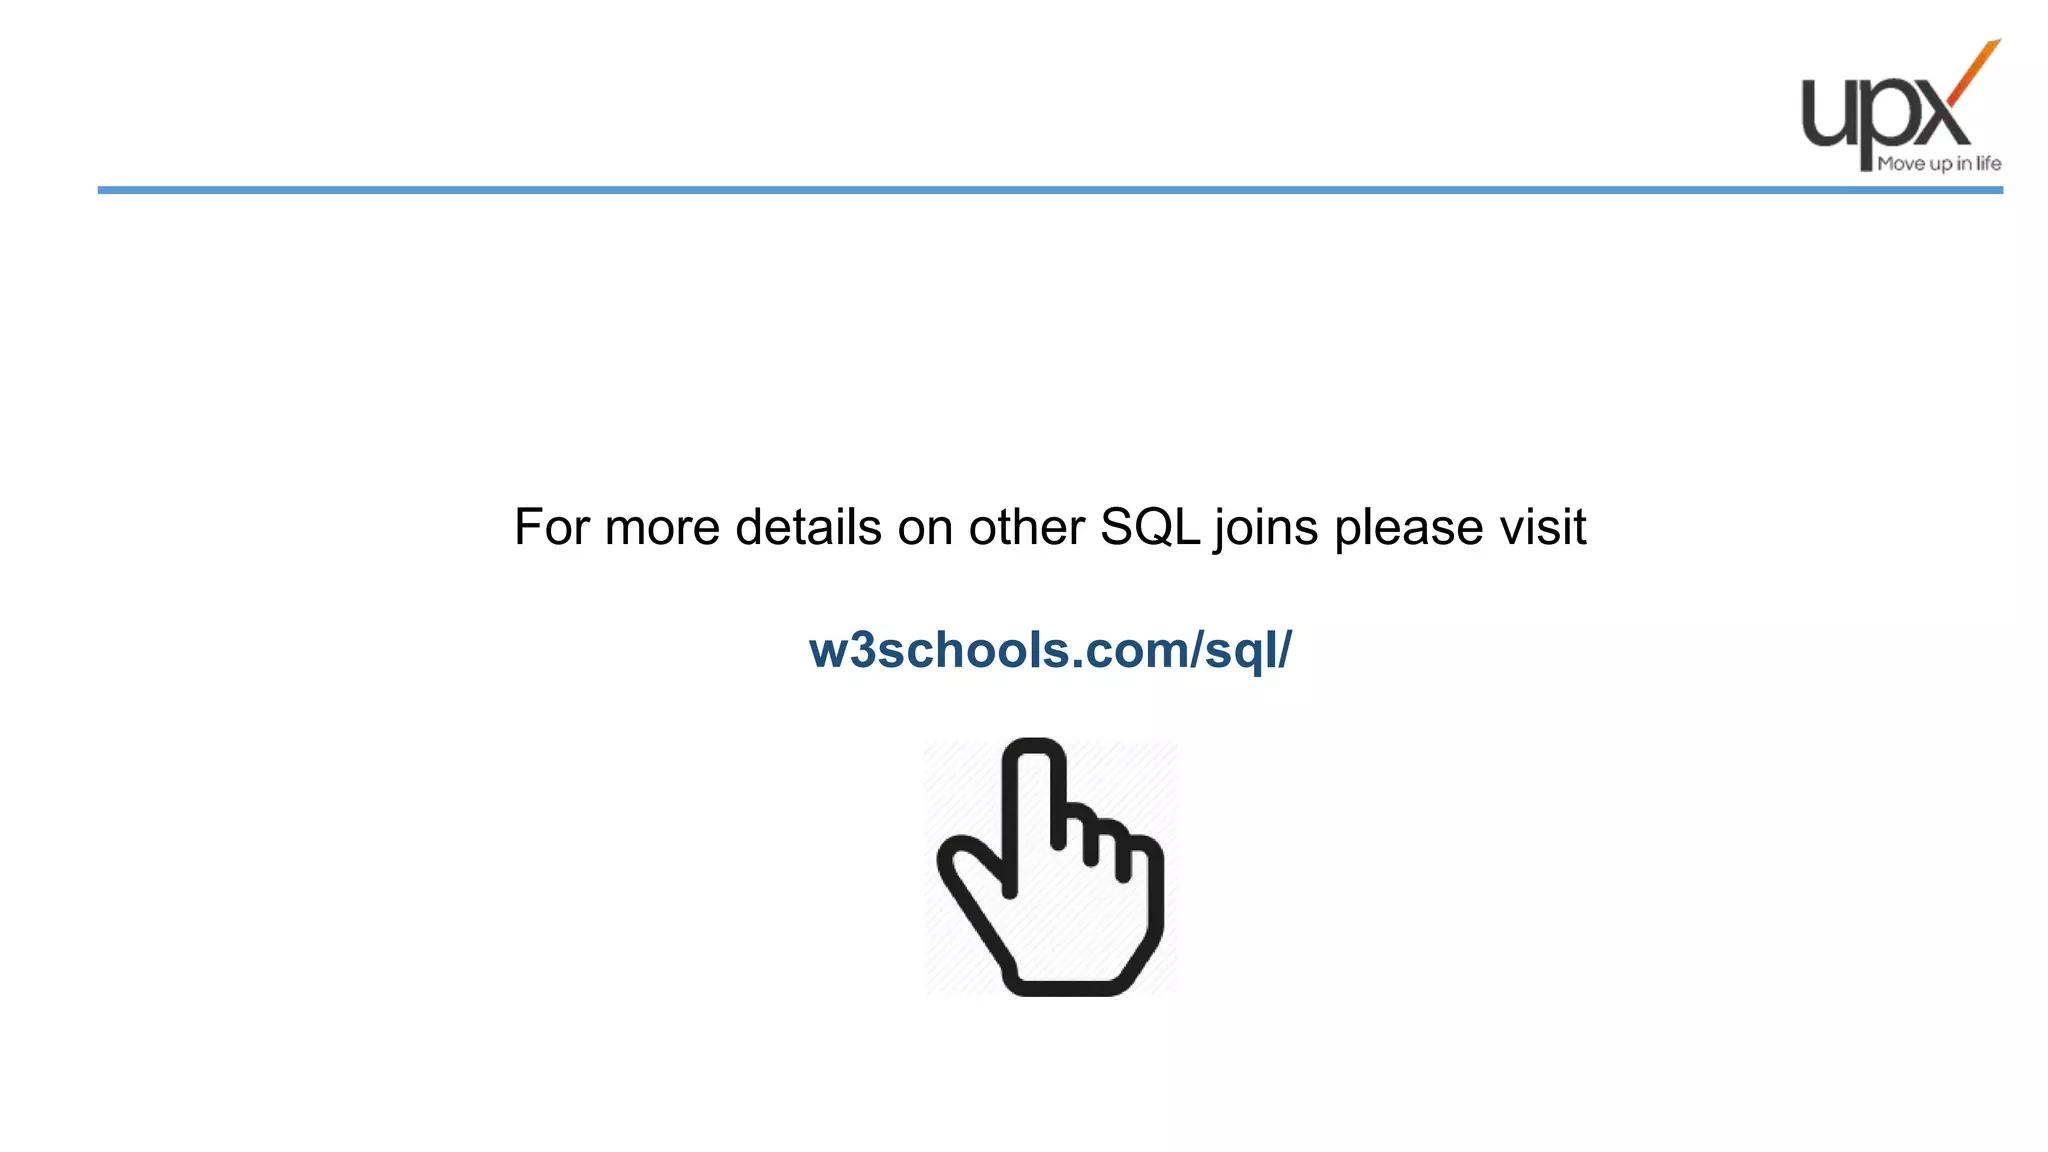 upx
Move up in life
For more details on other SQL joins please visit
w3schools.com/sql/